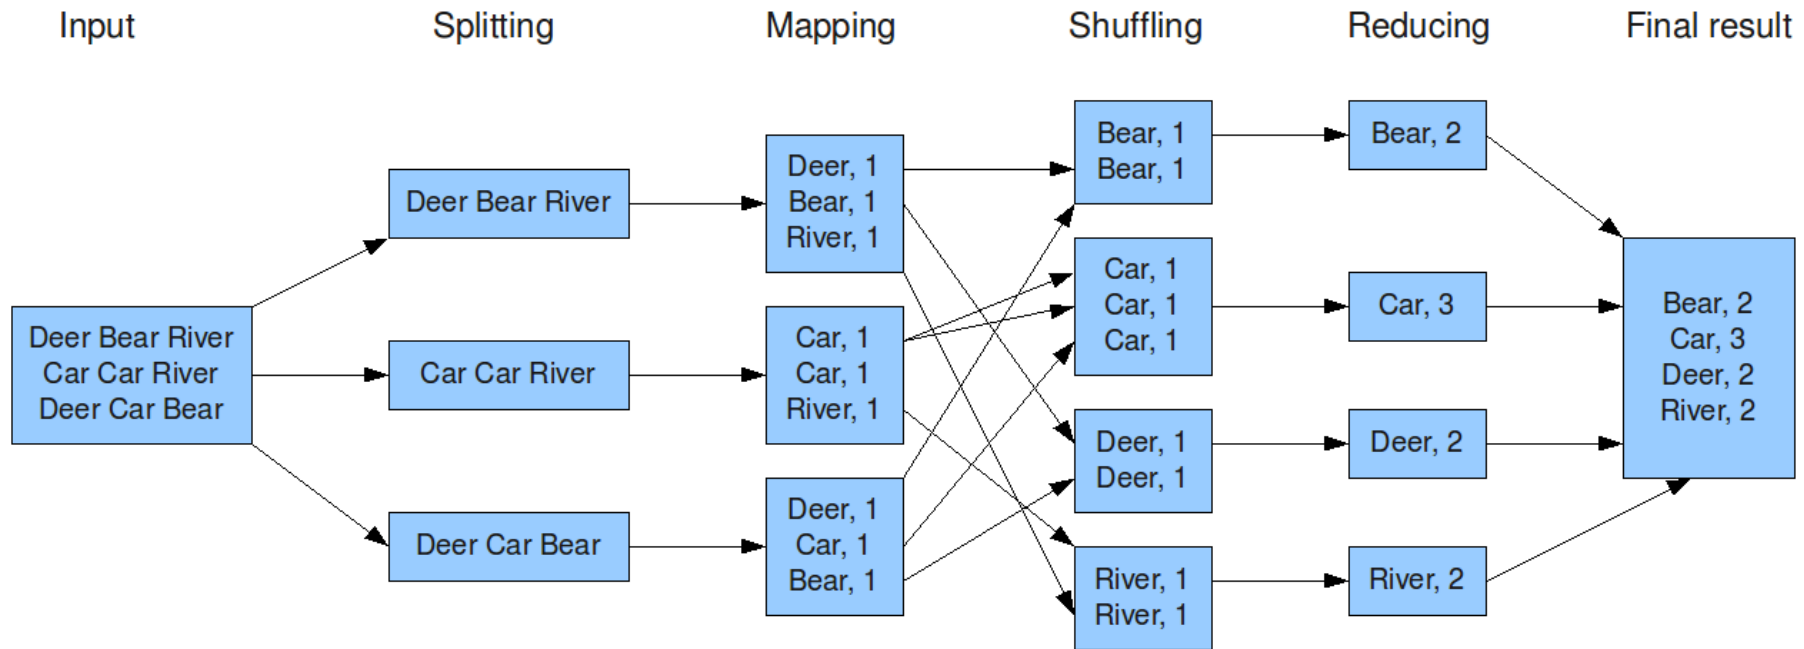 Input
Splitting
Mapping
Shuffling
Reducing
Final result
Deer Bear River
Car Car River
Deer Car Bear
Deer Bear River
Car Car River
Deer Car Bear
Deer, 1
Bear, 1
River, 1
Car, 1
Car, 1
River, 1
Deer, 1
Car, 1
Bear, 1
Bear, 1
Bear, 1
Car, 1
Car, 1
Car, 1
Deer, 1
Deer, 1
River, 1
River, 1
Bear, 2
Car, 3
Deer, 2
River, 2
Bear, 2
Car, 3
Deer, 2
River, 2